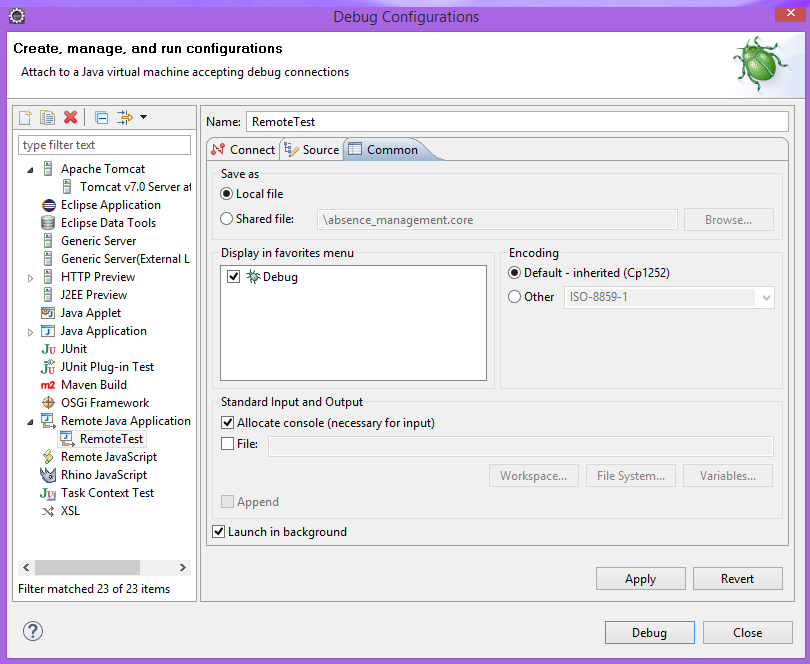 Debug Configurations
Create, manage, and run configurations
Attach to a Java virtual machine accepting debug connections
type filter text
Apache Tomcat
Tomcat v7.0 Server at
Eclipse Application
Eclipse Data Tools
Generic Server
Generic Server(External L
HTTP Preview
J2EE Preview
Java Applet
Java Application
JUnit
JUnit Plug-in Test
Maven Build
OSGi Framework
Remote Java Application
RemoteTest
Remote JavaScript
Rhino JavaScript
Task Context Test
XSL
Filter matched 23 of 23 items
Name: RemoteTest
Connect Source Common
Save as
Local file
Shared file: \absence_management.core Browse...
Display in favorites menu
Debug
Encoding
Default - inherited (Cp1252)
Other ISO-8859-1
Standard Input and Output
Allocate console (necessary for input)
File:
Workspace... File System... Variables...
Append
Launch in background
Apply Revert
Debug Close